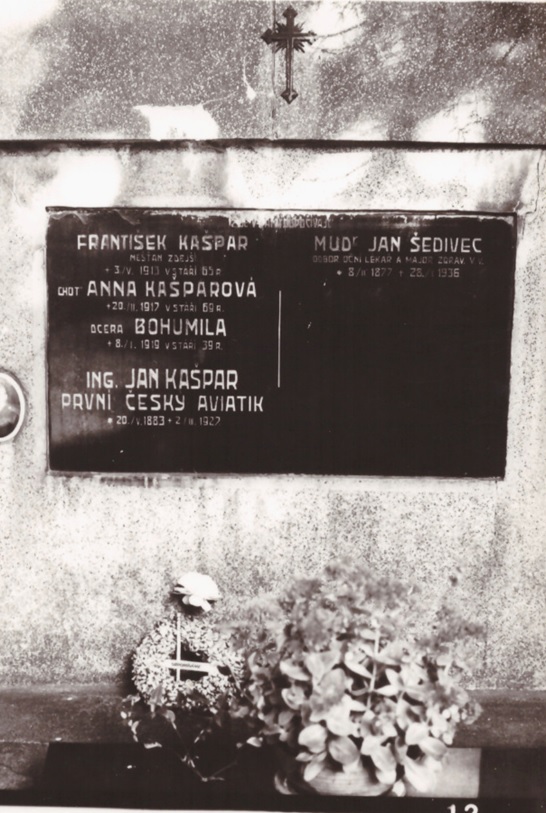 FRANTIŠEK KAŠPAR
MĚŠŤAN ZDEJŠÍ
+ 3/V. 1913 V STÁŘÍ 65 R.
CHOŤ ANNA KAŠPAROVÁ
+20./II. 1917 V STÁŘÍ 69 R.
DCERA BOHUMILA
+ 8./I. 1919 V STÁŘÍ 39 R.
ING. JAN KAŠPAR
PRVNÍ ČESKÝ AVIATIK
* 20./V.1883 + 2/III. 1927
MUDr JAN ŠEDIVEC
ODBOR. OČNÍ LÉKAŘ A MAJOR ZDRAV. V.V.
* 8/II 1877 + 28. 1936
12